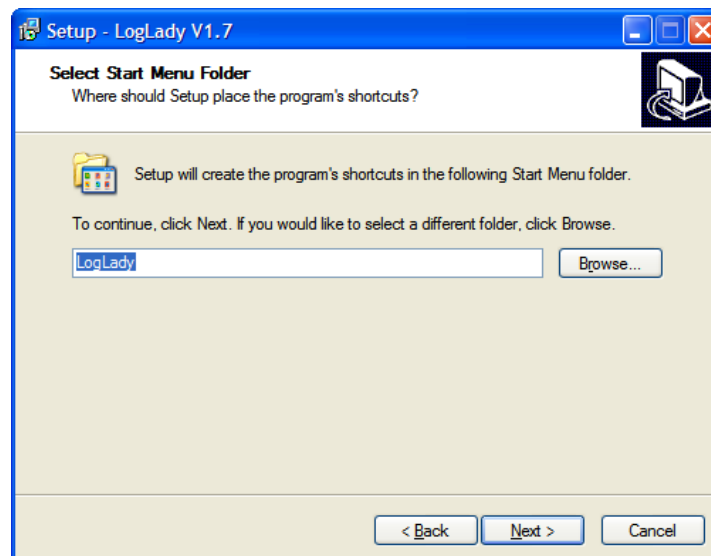 Setup - LogLady V1.7
Select Start Menu Folder
Where should Setup place the program's shortcuts?
Setup will create the program's shortcuts in the following Start Menu folder.
To continue, click Next. If you would like to select a different folder, click Browse.
LogLady
Browse...
< Back
Next >
Cancel